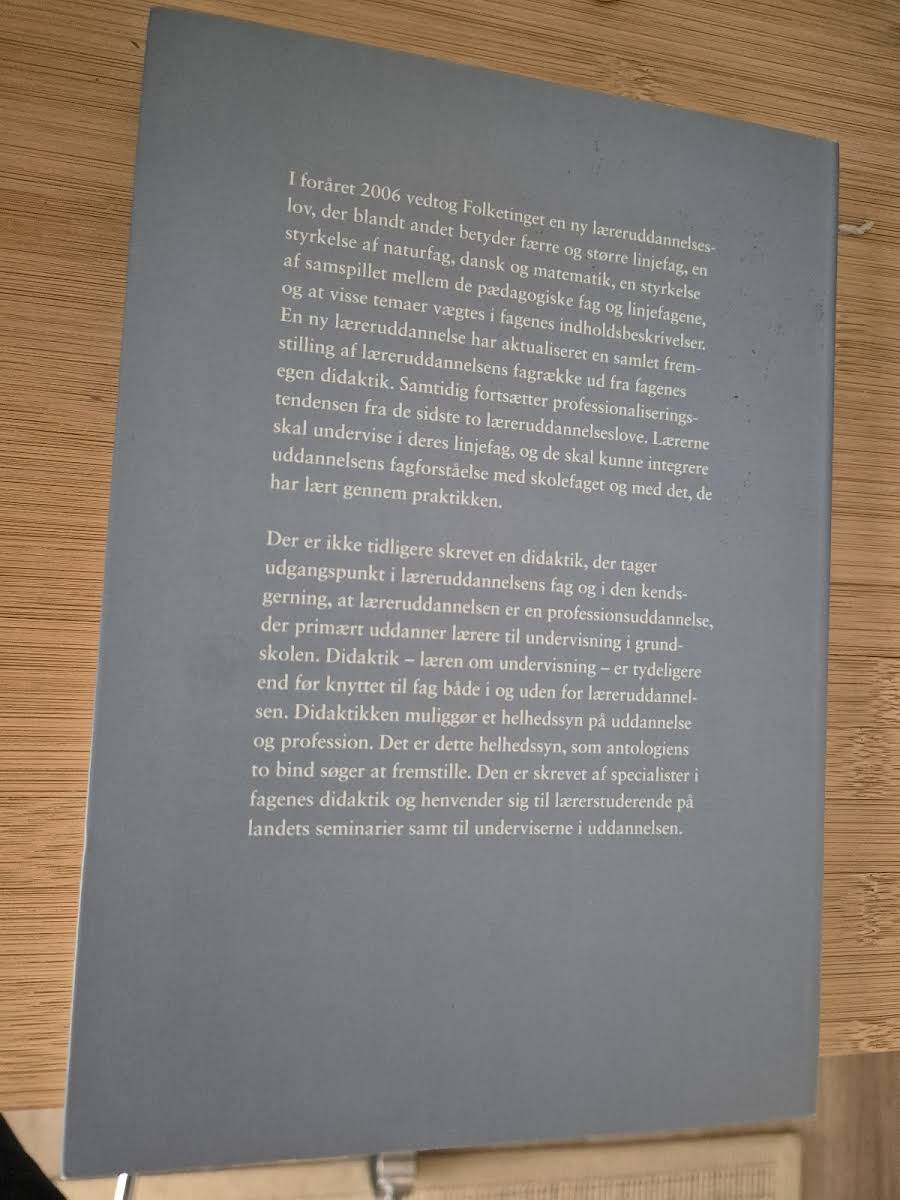 I foråret 2006 vedtog Folketinget en ny læreruddannelses-
lov, der blandt andet betyder færre og større linjefag, en
styrkelse af naturfag, dansk og matematik, en styrkelse
af samspillet mellem de pædagogiske fag og linjefagene,
og at visse temaer vægtes i fagenes indholdsbeskrivelser.
En ny læreruddannelse har aktualiseret en samlet frem-
stilling af læreruddannelsens fagrække ud fra fagenes
egen didaktik. Samtidig fortsætter professionaliserings-
tendensen fra de sidste to læreruddannelseslove. Lærerne
skal undervise i deres linjefag, og de skal kunne integrere
uddannelsens fagforståelse med skolefaget og med det, de
har lært gennem praktikken.

Der er ikke tidligere skrevet en didaktik, der tager
udgangspunkt i læreruddannelsens fag og i den kends-
gerning, at læreruddannelsen er en professionsuddannelse,
der primært uddanner lærere til undervisning i grund-
skolen. Didaktik – læren om undervisning – er tydeligere
end før knyttet til fag både i og uden for læreruddannel-
sen. Didaktikken muliggør et helhedssyn på uddannelse
og profession. Det er dette helhedssyn, som antologiens
to bind søger at fremstille. Den er skrevet af specialister i
fagenes didaktik og henvender sig til lærerstuderende på
landets seminarier samt til underviserne i uddannelsen.